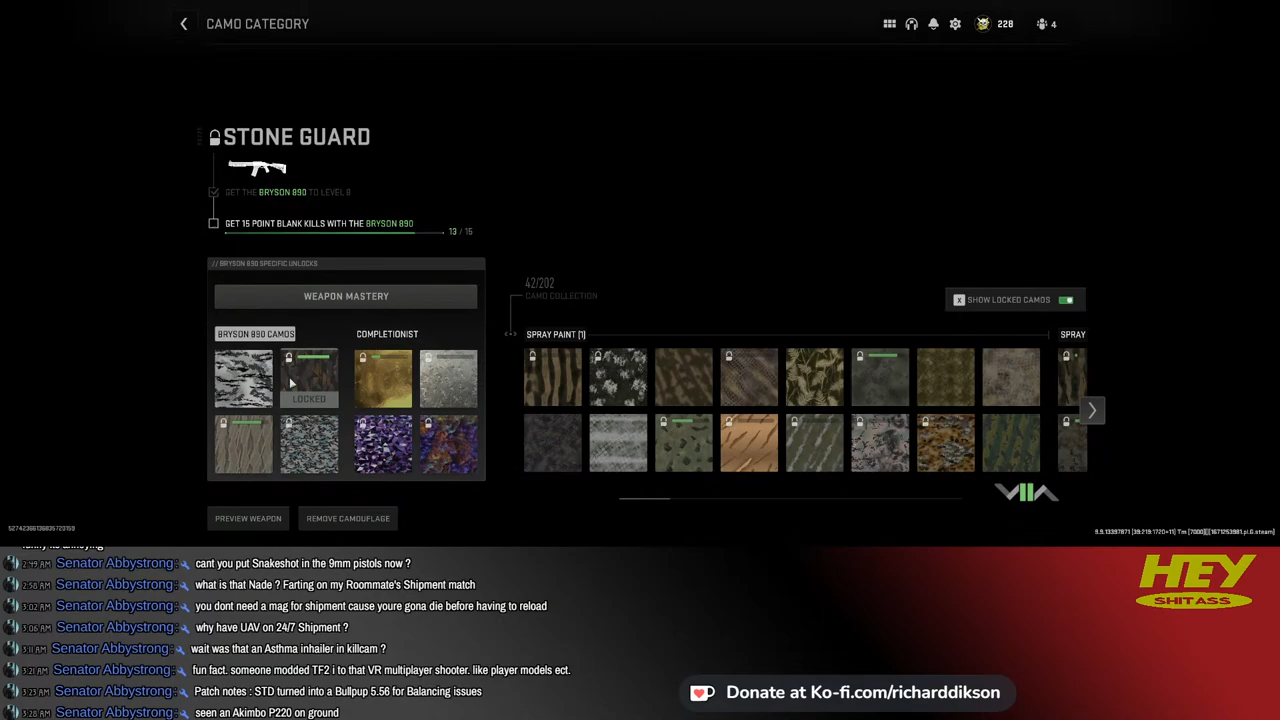 CAMO CATEGORY
228
4
STONE GUARD
GET THE BRYSON 890 TO LEVEL 8
GET 15 POINT BLANK KILLS WITH THE BRYSON 890
13 / 15
// BRYSON 890 SPECIFIC UNLOCKS
WEAPON MASTERY
BRYSON 890 CAMOS
COMPLETIONIST
LOCKED
42/202
CAMO COLLECTION
X SHOW LOCKED CAMOS
SPRAY PAINT (1)
SPRAY
PREVIEW WEAPON
REMOVE CAMOUFLAGE
funny its annoying
2:49 AM Senator Abbystrong: cant you put Snakeshot in the 9mm pistols now ?
2:58 AM Senator Abbystrong: what is that Nade ? Farting on my Roommate's Shipment match
3:02 AM Senator Abbystrong: you dont need a mag for shipment cause youre gona die before having to reload
3:06 AM Senator Abbystrong: why have UAV on 24/7 Shipment ?
3:11 AM Senator Abbystrong: wait was that an Asthma inhailer in killcam ?
3:21 AM Senator Abbystrong: fun fact. someone modded TF2 i to that VR multiplayer shooter. like player models ect.
3:23 AM Senator Abbystrong: Patch notes : STD turned into a Bullpup 5.56 for Balancing issues
3:28 AM Senator Abbystrong: seen an Akimbo P220 on ground
HEY
SHIT ASS
Donate at Ko-fi.com/richarddikson